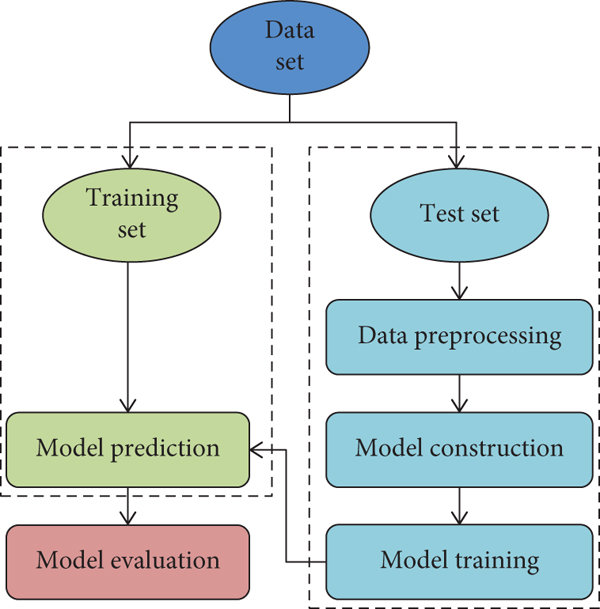 Data
set
Training
set
Test set
Data preprocessing
Model prediction
Model construction
Model evaluation
Model training